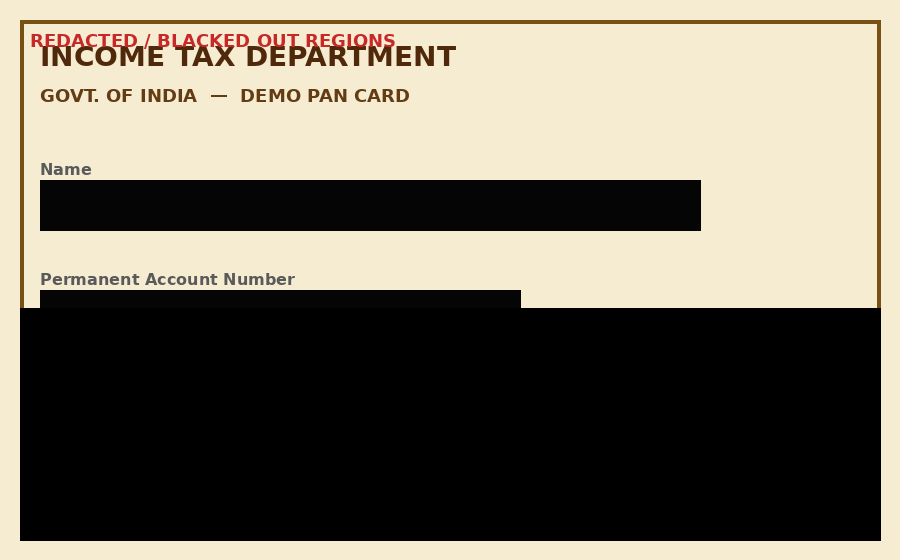 REDACTED / BLACKED OUT REGIONS
INCOME TAX DEPARTMENT
GOVT. OF INDIA — DEMO PAN CARD
Name
Permanent Account Number